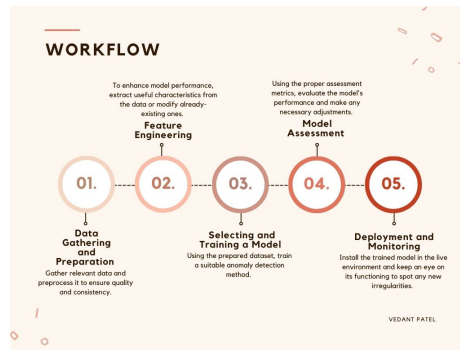 WORKFLOW
To enhance model performance,
extract useful characteristics from
the data or modify already-
existing ones.
Feature
Engineering
Using the proper assessment
metrics, evaluate the model's
performance and make any
necessary adjustments.
Model
Assessment
01.
02.
03.
04.
05.
Data
Gathering
and
Preparation
Gather relevant data and
preprocess it to ensure quality
and consistency.
Selecting and
Training a Model
Using the prepared dataset, train
a suitable anomaly detection
method.
Deployment and
Monitoring
Install the trained model in the live
environment and keep an eye on
its functioning to spot any new
irregularities.
VEDANT PATEL